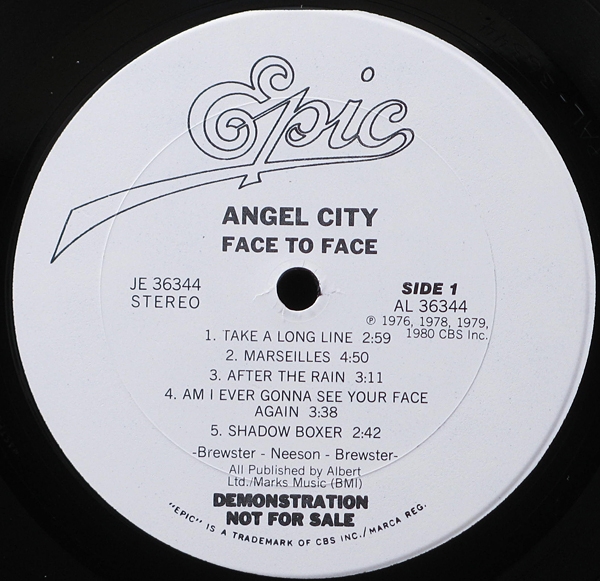 Epic
ANGEL CITY
FACE TO FACE
JE 36344
STEREO
SIDE 1
AL 36344
℗ 1976, 1978, 1979,
1980 CBS Inc.
1. TAKE A LONG LINE 2:59
2. MARSEILLES 4:50
3. AFTER THE RAIN 3:11
4. AM I EVER GONNA SEE YOUR FACE
AGAIN 3:38
5. SHADOW BOXER 2:42
-Brewster - Neeson - Brewster-
All Published by Albert
Ltd./Marks Music (BMI)
DEMONSTRATION
NOT FOR SALE
"EPIC" IS A TRADEMARK OF CBS INC./MARCA REG.